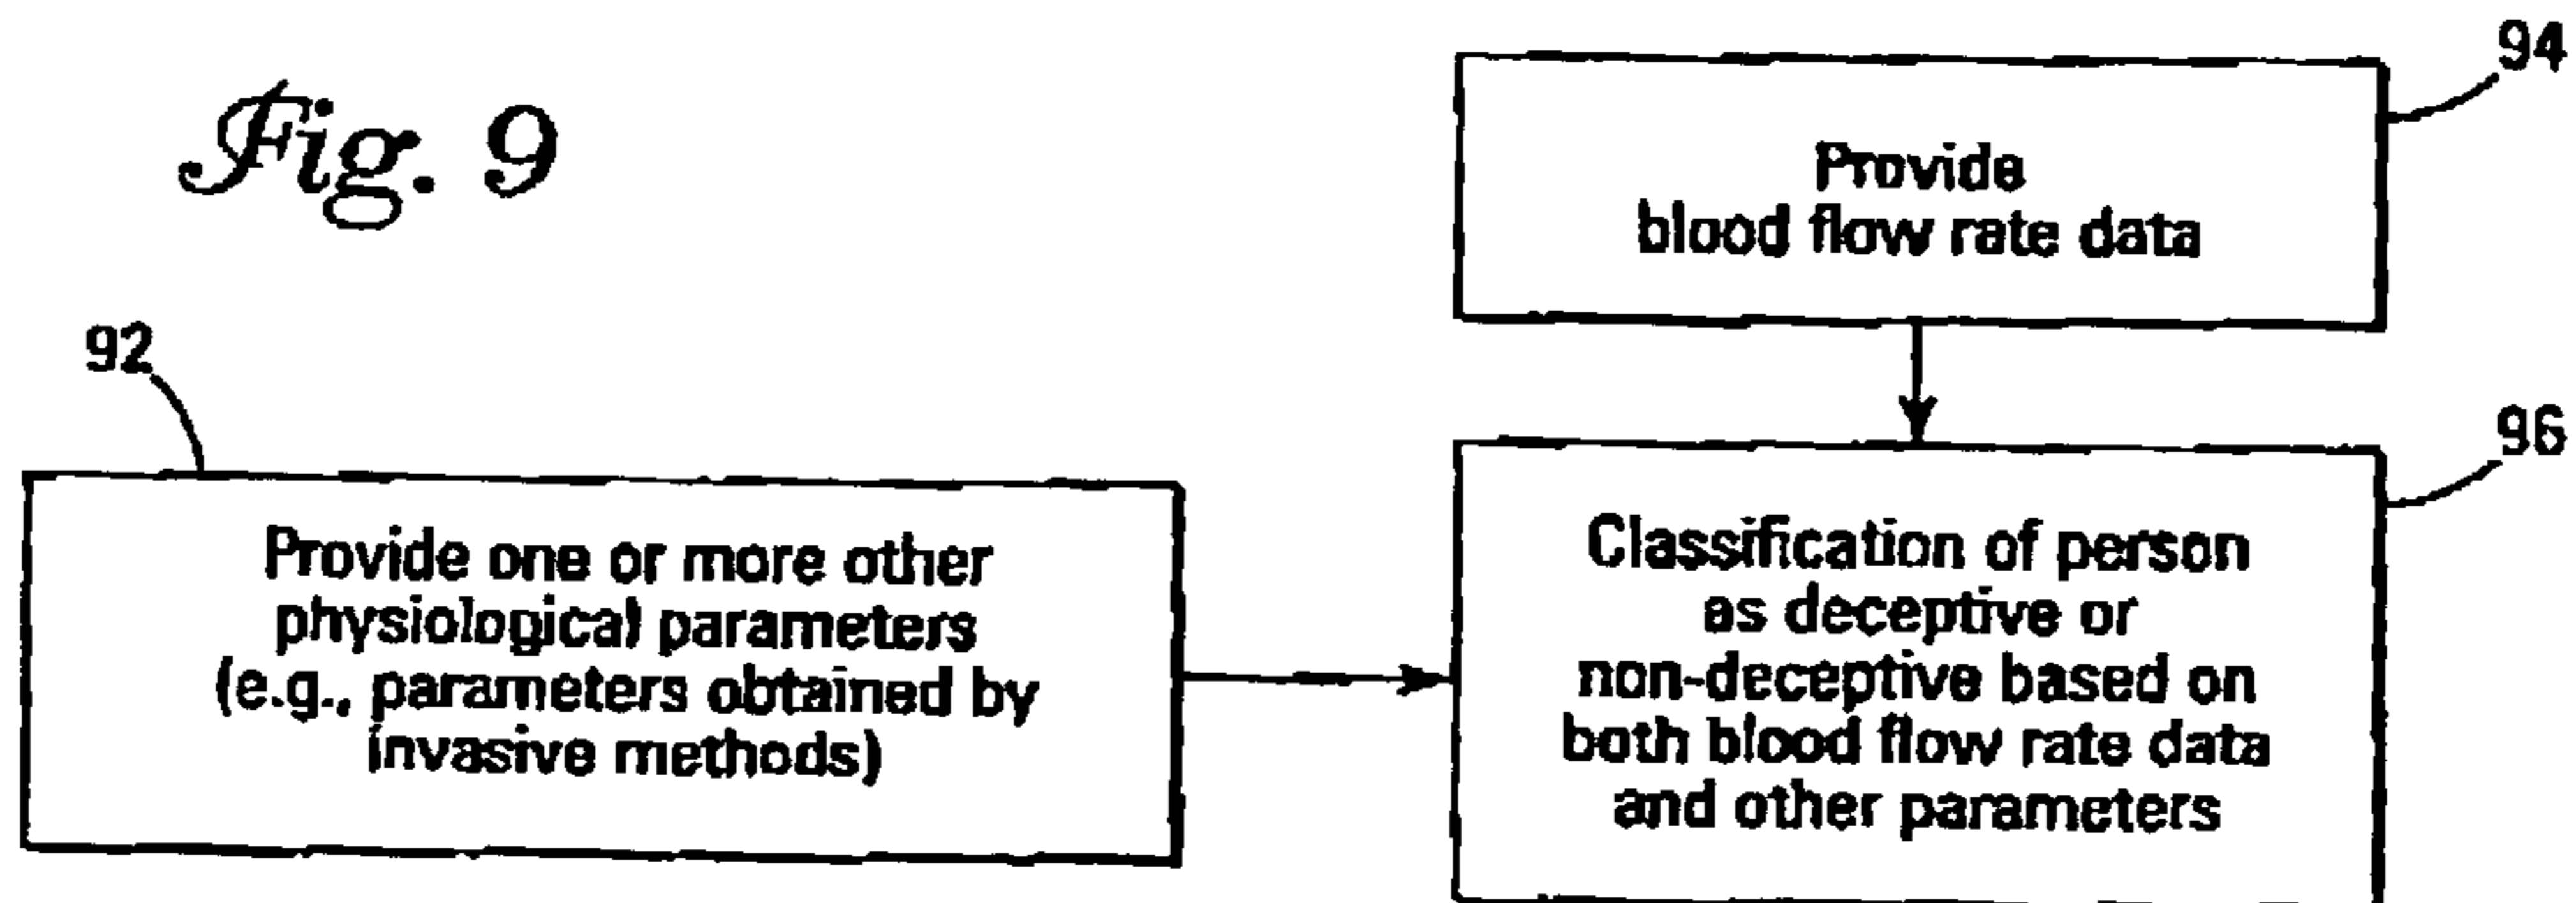 Fig. 9
94
Provide
blood flow rate data
92
96
Provide one or more other
physiological parameters
(e.g., parameters obtained by
invasive methods)
Classification of person
as deceptive or
non-deceptive based on
both blood flow rate data
and other parameters